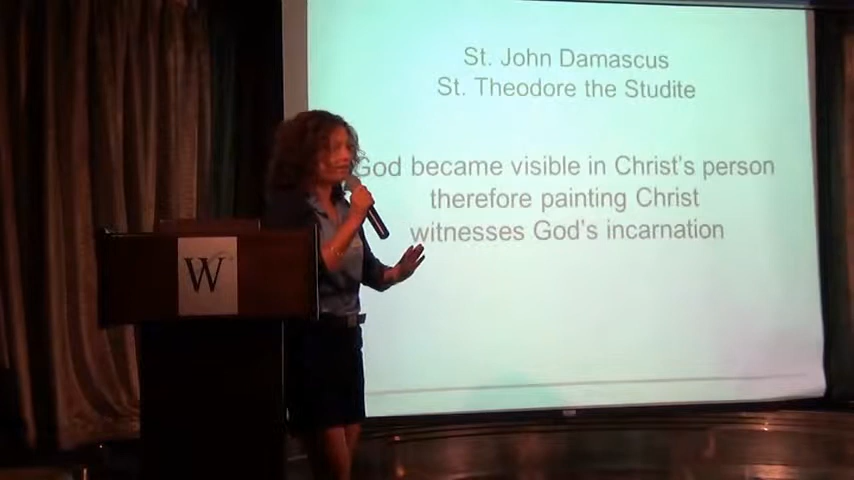 St. John Damascus
St. Theodore the Studite
God became visible in Christ's person
therefore painting Christ
witnesses God's incarnation
W